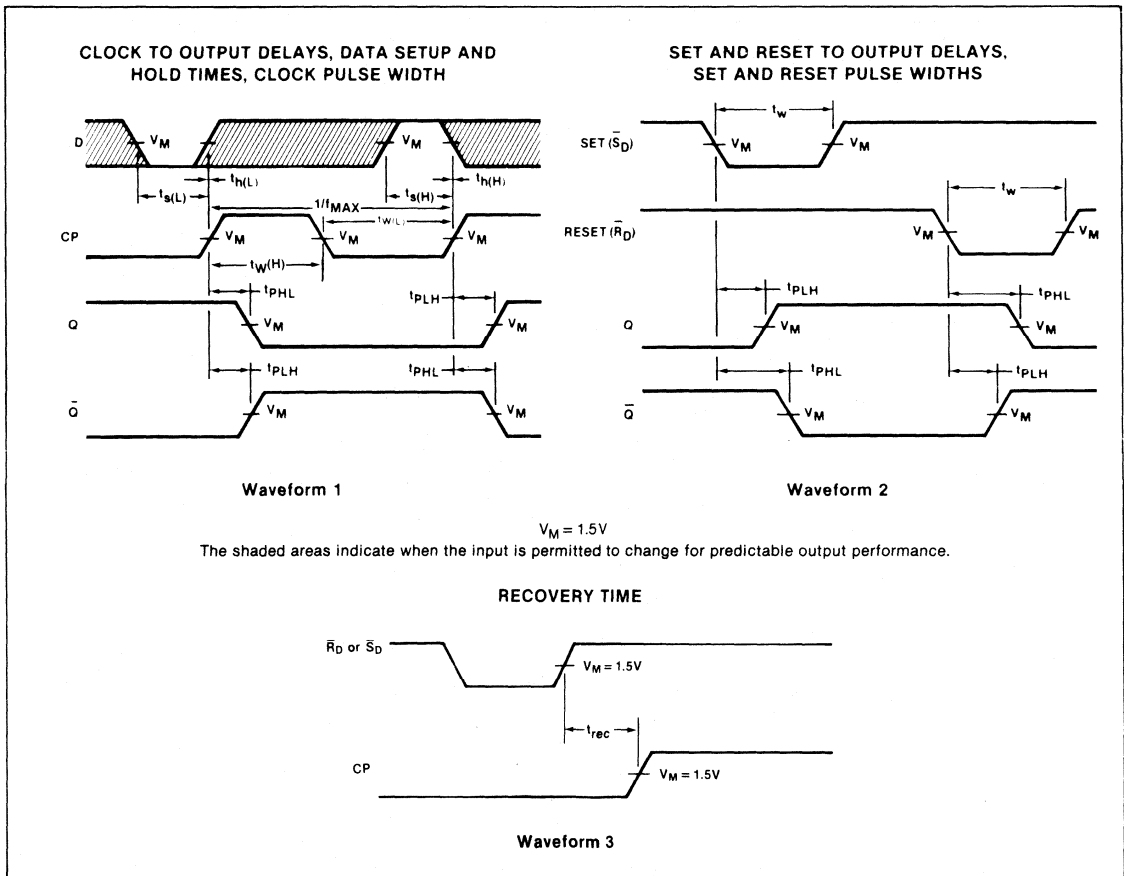 CLOCK TO OUTPUT DELAYS, DATA SETUP AND
HOLD TIMES, CLOCK PULSE WIDTH
D
VM
VM
th(L)
th(H)
ts(L)
ts(H)
1/fMAX
tW(L)
CP
VM
VM
VM
tW(H)
tPHL
tPLH
Q
VM
VM
tPLH
tPHL
Q̄
VM
VM
Waveform 1
SET AND RESET TO OUTPUT DELAYS,
SET AND RESET PULSE WIDTHS
tw
SET (S̄D)
VM
VM
tw
RESET (R̄D)
VM
VM
tPLH
tPHL
Q
VM
VM
tPHL
tPLH
Q̄
VM
VM
Waveform 2
VM = 1.5V
The shaded areas indicate when the input is permitted to change for predictable output performance.
RECOVERY TIME
R̄D or S̄D
VM = 1.5V
trec
CP
VM = 1.5V
Waveform 3